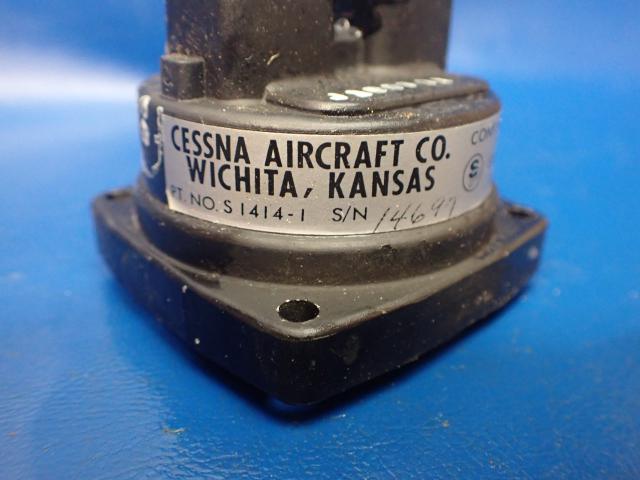 CESSNA AIRCRAFT CO.
WICHITA, KANSAS
PT. NO. S1414-1 S/N 14697
S